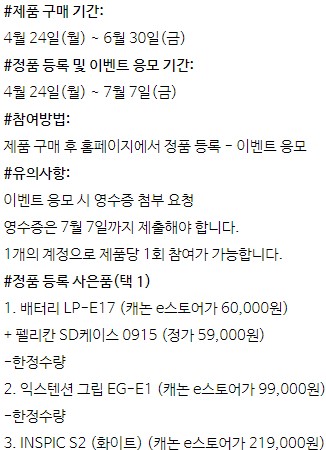 #제품 구매 기간:
4월 24일(월) ~ 6월 30일(금)
#정품 등록 및 이벤트 응모 기간:
4월 24일(월) ~ 7월 7일(금)
#참여방법:
제품 구매 후 홈페이지에서 정품 등록 - 이벤트 응모
#유의사항:
이벤트 응모 시 영수증 첨부 요청
영수증은 7월 7일까지 제출해야 합니다.
1개의 계정으로 제품당 1회 참여가 가능합니다.
#정품 등록 사은품(택 1)
1. 배터리 LP-E17 (캐논 e스토어가 60,000원)
+ 펠리칸 SD케이스 0915 (정가 59,000원)
-한정수량
2. 익스텐션 그립 EG-E1 (캐논 e스토어가 99,000원)
-한정수량
3. INSPIC S2 (화이트) (캐논 e스토어가 219,000원)